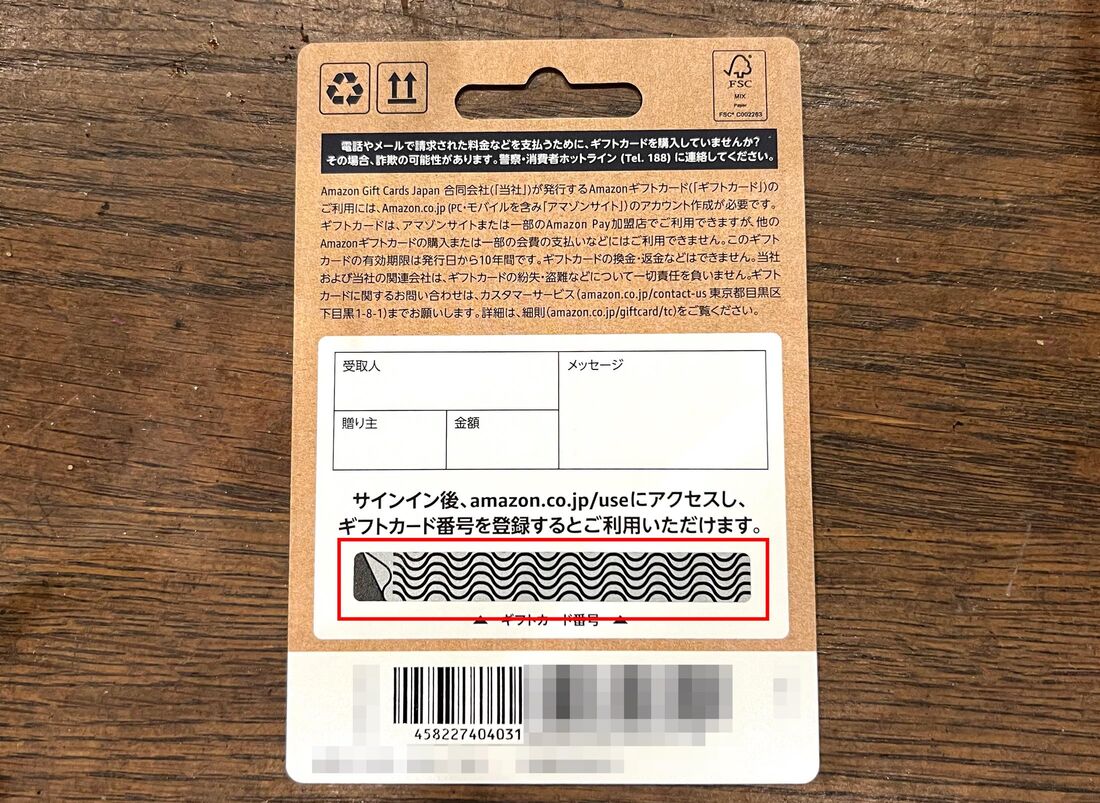 FSC
MIX
Paper
FSC® C002263
電話やメールで請求された料金などを支払うために、ギフトカードを購入していませんか?
その場合、詐欺の可能性があります。警察・消費者ホットライン (Tel. 188) に連絡してください。
Amazon Gift Cards Japan 合同会社(「当社」)が発行するAmazonギフトカード(「ギフトカード」)の
ご利用には、Amazon.co.jp (PC・モバイルを含み「アマゾンサイト」) のアカウント作成が必要です。
ギフトカードは、アマゾンサイトまたは一部のAmazon Pay加盟店でご利用できますが、他の
Amazonギフトカードの購入または一部の会費の支払いなどにはご利用できません。このギフト
カードの有効期限は発行日から10年間です。ギフトカードの換金・返金などはできません。当社
および当社の関連会社は、ギフトカードの紛失・盗難などについて一切責任を負いません。ギフト
カードに関するお問い合わせは、カスタマーサービス (amazon.co.jp/contact-us 東京都目黒区
下目黒1-8-1)までお願いします。詳細は、細則(amazon.co.jp/giftcard/tc)をご覧ください。
受取人
メッセージ
贈り主
金額
サインイン後、amazon.co.jp/useにアクセスし、
ギフトカード番号を登録するとご利用いただけます。
▲ ギフトカード番号 ▲
458227404031